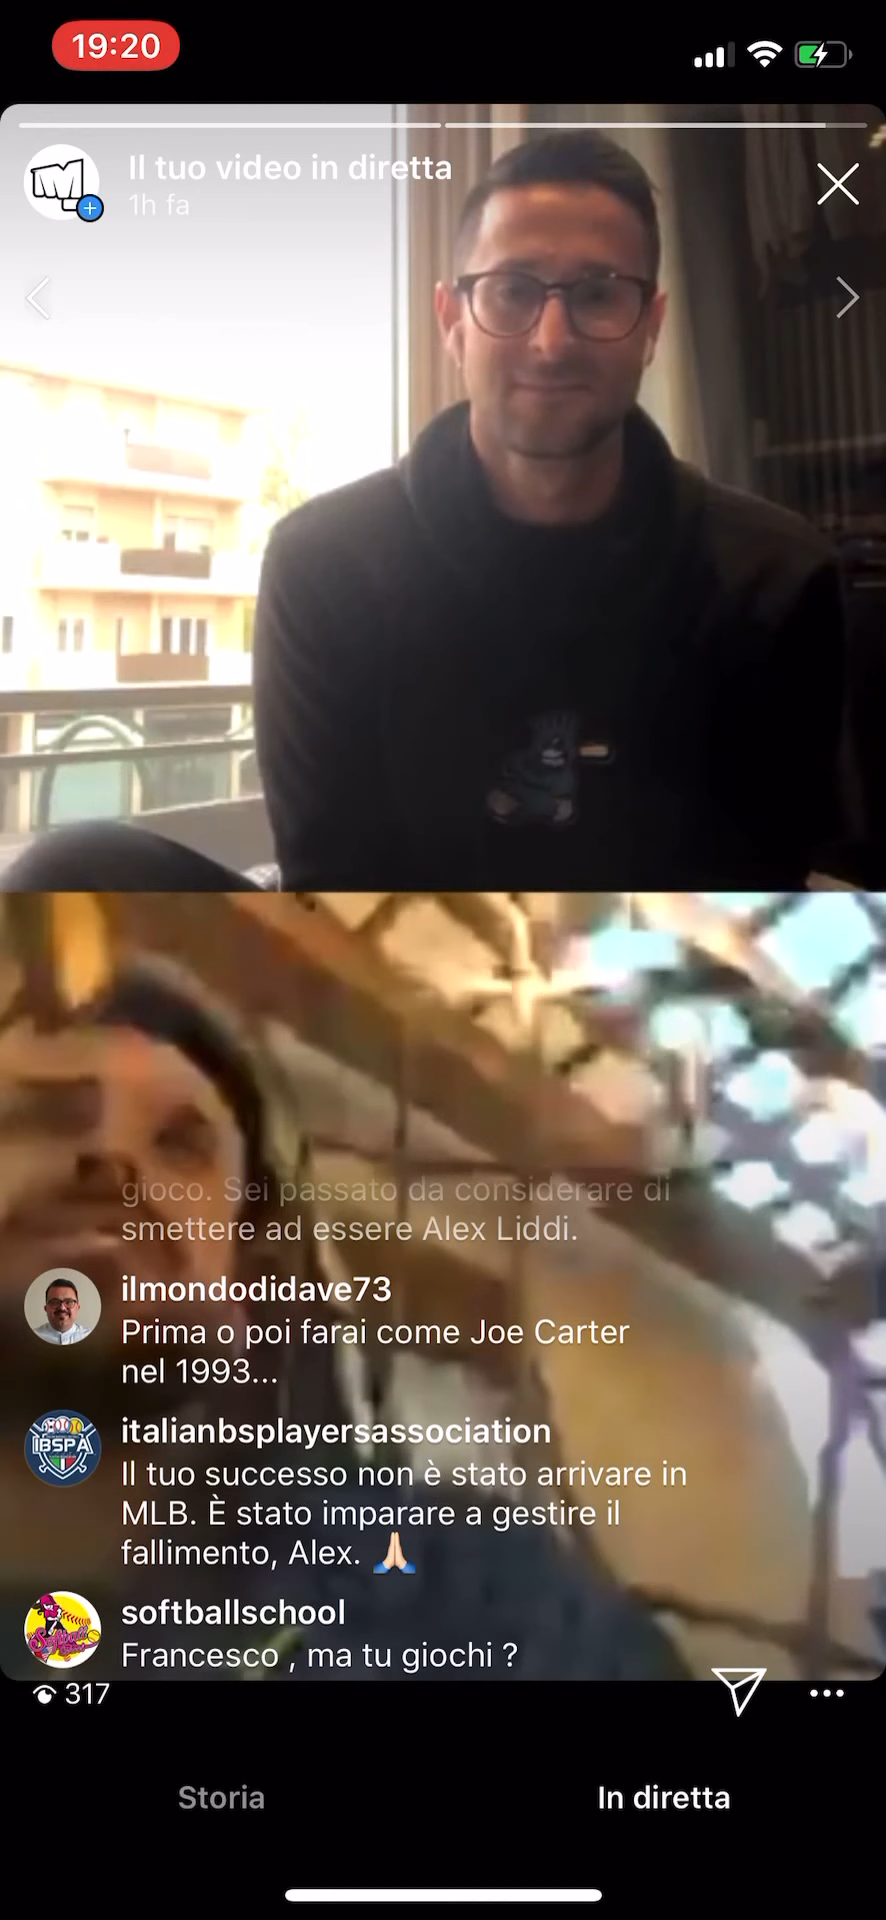 19:20
Il tuo video in diretta
1h fa
gioco. Sei passato da considerare di
smettere ad essere Alex Liddi.
ilmondodidave73
Prima o poi farai come Joe Carter
nel 1993...
italianbsplayersassociation
IBSPA
Il tuo successo non è stato arrivare in
MLB. È stato imparare a gestire il
fallimento, Alex. 🙏🏻
softballschool
Softball
Francesco , ma tu giochi ?
317
Storia
In diretta